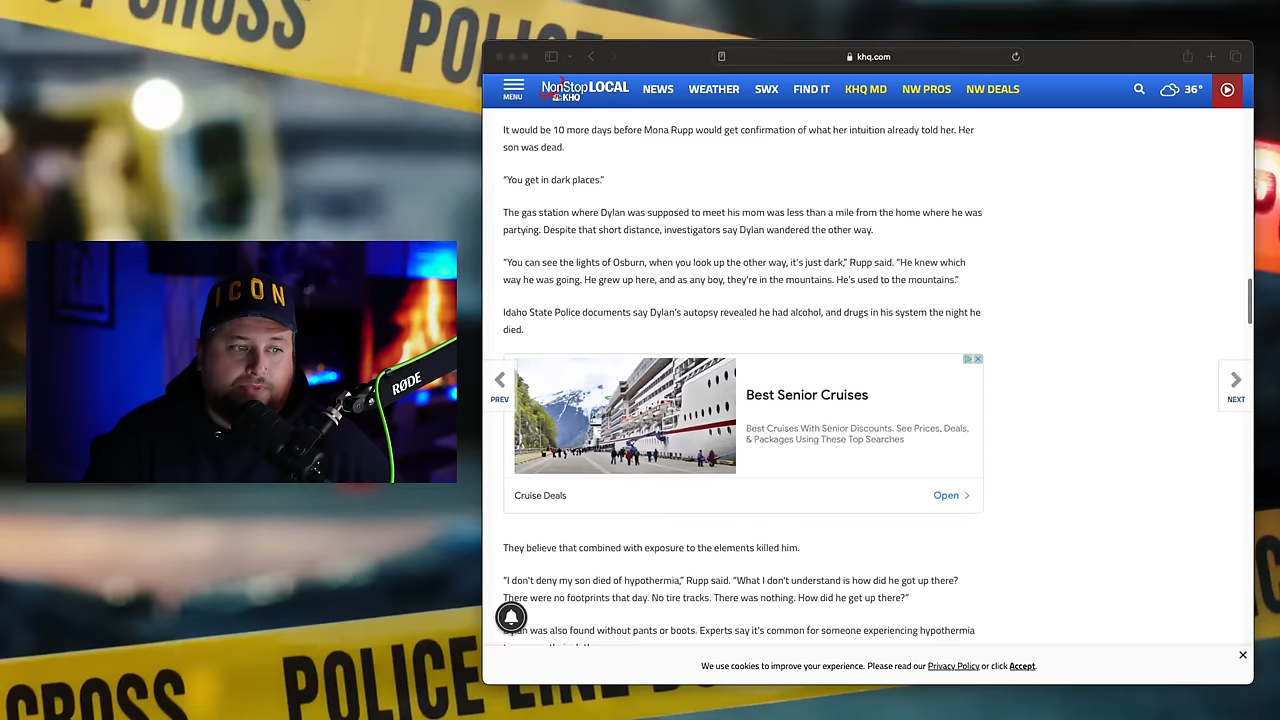 CROSS
POL
khq.com
MENU
NonStop LOCAL
KHQ
NEWS
WEATHER
SWX
FIND IT
KHQ MD
NW PROS
NW DEALS
36°
It would be 10 more days before Mona Rupp would get confirmation of what her intuition already told her. Her
son was dead.
"You get in dark places."
The gas station where Dylan was supposed to meet his mom was less than a mile from the home where he was
partying. Despite that short distance, investigators say Dylan wandered the other way.
"You can see the lights of Osburn, when you look up the other way, it's just dark," Rupp said. "He knew which
way he was going. He grew up here, and as any boy, they're in the mountains. He's used to the mountains."
Idaho State Police documents say Dylan's autopsy revealed he had alcohol, and drugs in his system the night he
died.
ICON
RØDE
PREV
NEXT
Best Senior Cruises
Best Cruises With Senior Discounts. See Prices, Deals,
& Packages Using These Top Searches
Cruise Deals
Open
They believe that combined with exposure to the elements killed him.
"I don't deny my son died of hypothermia," Rupp said. "What I don't understand is how did he got up there?
There were no footprints that day. No tire tracks. There was nothing. How did he get up there?"
was also found without pants or boots. Experts say it's common for someone experiencing hypothermia
We use cookies to improve your experience. Please read our Privacy Policy or click Accept.
CROSS
POLICE LINE DO